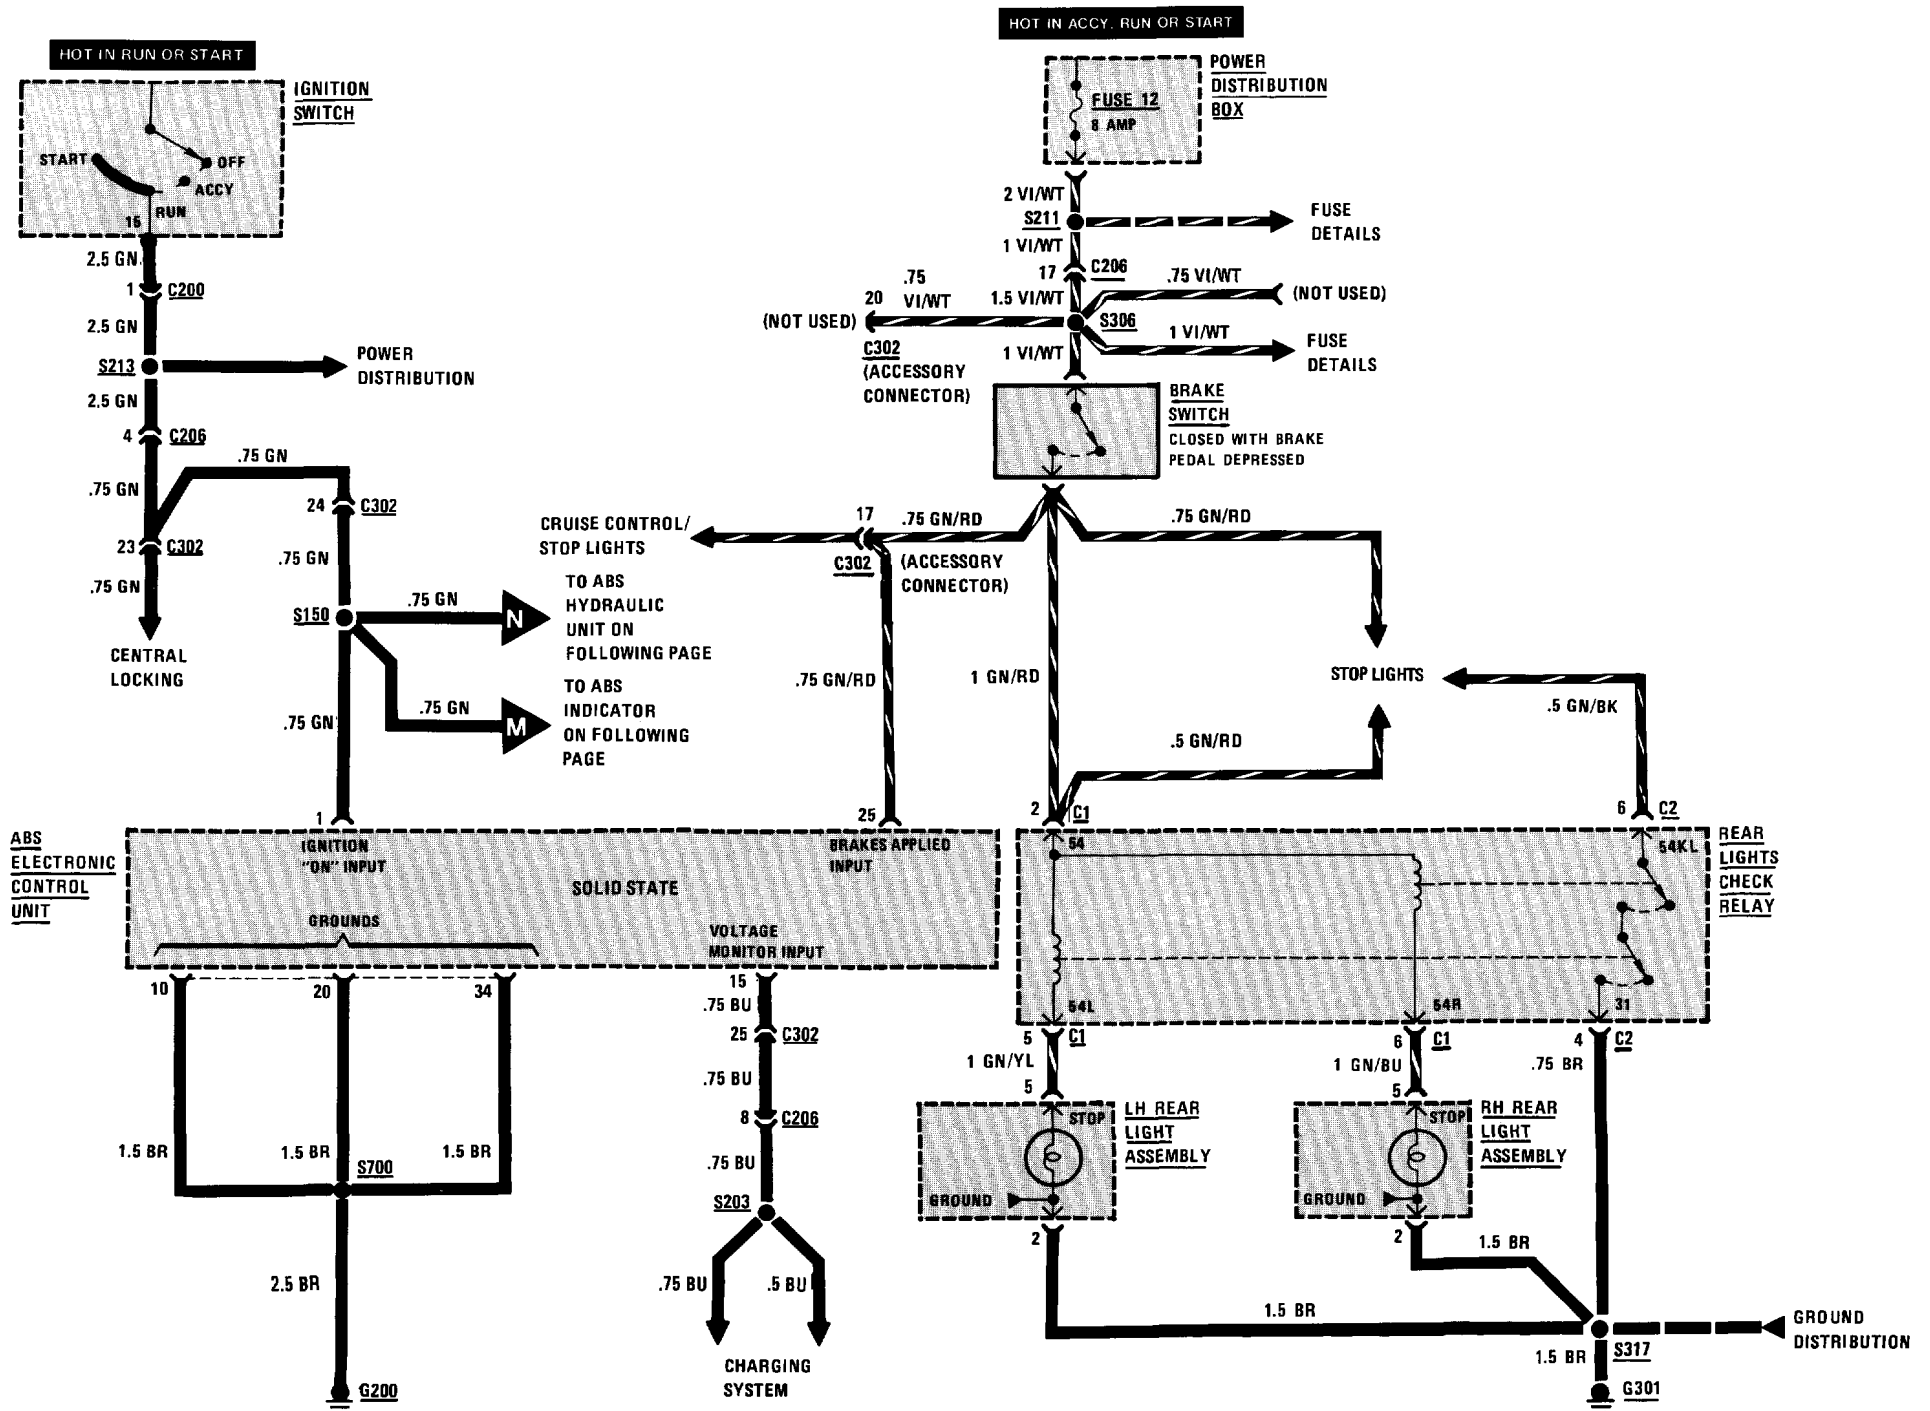 HOT IN RUN OR START
IGNITION
SWITCH
START
OFF
ACCY
RUN
15
2.5 GN
1
C200
2.5 GN
S213
POWER
DISTRIBUTION
2.5 GN
4
C206
.75 GN
.75 GN
24
C302
23
C302
.75 GN
.75 GN
CENTRAL
LOCKING
S150
.75 GN
N
TO ABS
HYDRAULIC
UNIT ON
FOLLOWING PAGE
.75 GN
M
TO ABS
INDICATOR
ON FOLLOWING
PAGE
.75 GN
1
HOT IN ACCY, RUN OR START
POWER
DISTRIBUTION
BOX
FUSE 12
8 AMP
2 VI/WT
S211
FUSE
DETAILS
1 VI/WT
17
C206
.75 VI/WT
(NOT USED)
.75
VI/WT
20
1.5 VI/WT
(NOT USED)
S306
C302
(ACCESSORY
CONNECTOR)
1 VI/WT
1 VI/WT
FUSE
DETAILS
BRAKE
SWITCH
CLOSED WITH BRAKE
PEDAL DEPRESSED
CRUISE CONTROL/
STOP LIGHTS
17
.75 GN/RD
C302
(ACCESSORY
CONNECTOR)
.75 GN/RD
.75 GN/RD
1 GN/RD
STOP LIGHTS
.5 GN/BK
.5 GN/RD
25
2
C1
6
C2
ABS
ELECTRONIC
CONTROL
UNIT
IGNITION
"ON" INPUT
BRAKES APPLIED
INPUT
SOLID STATE
GROUNDS
VOLTAGE
MONITOR INPUT
10
20
34
15
54
54KL
REAR
LIGHTS
CHECK
RELAY
54L
54R
31
.75 BU
25
C302
.75 BU
8
C206
.75 BU
S203
.75 BU
.5 BU
CHARGING
SYSTEM
1.5 BR
1.5 BR
1.5 BR
S700
2.5 BR
G200
5
C1
1 GN/YL
5
6
C1
1 GN/BU
5
4
C2
.75 BR
STOP
LH REAR
LIGHT
ASSEMBLY
GROUND
2
STOP
RH REAR
LIGHT
ASSEMBLY
GROUND
2
1.5 BR
1.5 BR
GROUND
DISTRIBUTION
1.5 BR
S317
G301